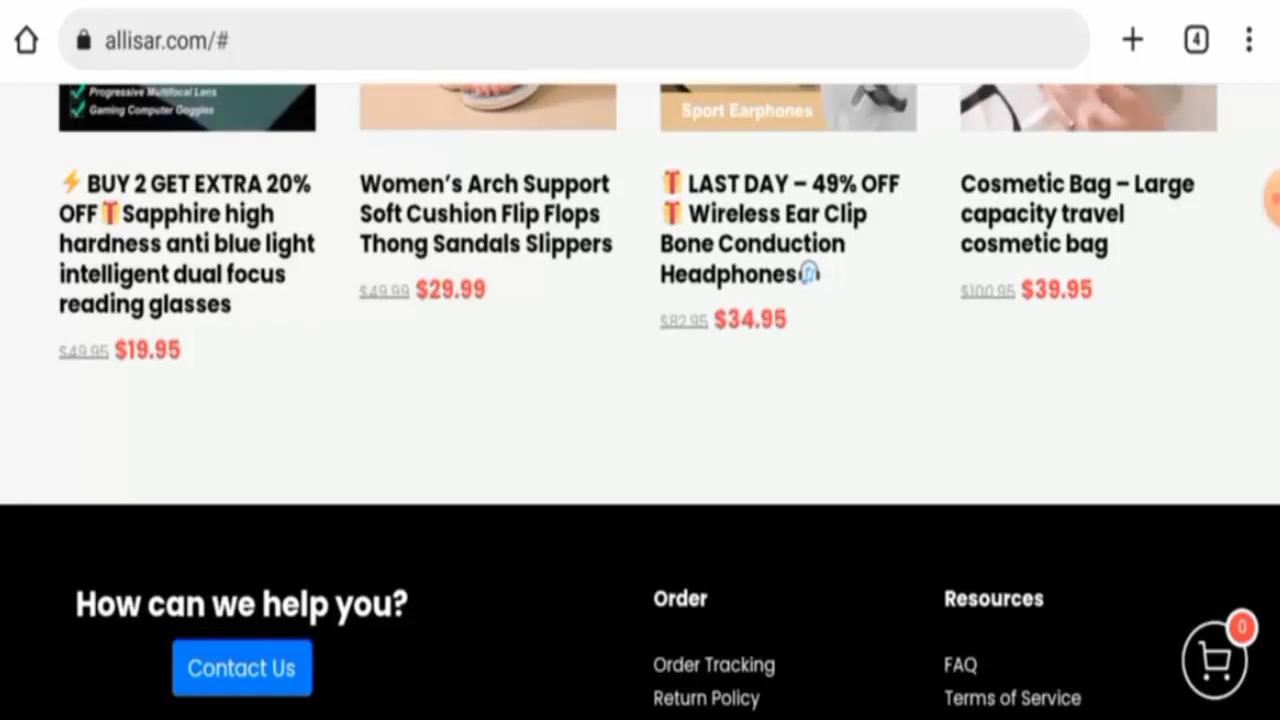 allisar.com/#
4
Progressive Multifocal Lens
Gaming Computer Goggles
Sport Earphones
⚡ BUY 2 GET EXTRA 20%
OFF🎁Sapphire high
hardness anti blue light
intelligent dual focus
reading glasses
$49.95 $19.95
Women's Arch Support
Soft Cushion Flip Flops
Thong Sandals Slippers
$49.99 $29.99
🎁 LAST DAY – 49% OFF
🎁 Wireless Ear Clip
Bone Conduction
Headphones🎧
$82.95 $34.95
Cosmetic Bag – Large
capacity travel
cosmetic bag
$100.95 $39.95
How can we help you?
Contact Us
Order
Order Tracking
Return Policy
Resources
FAQ
Terms of Service
0